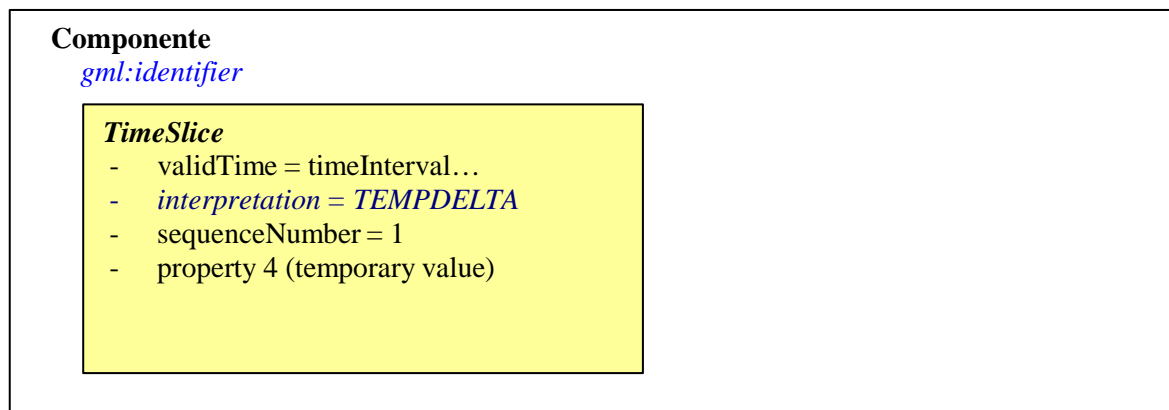 Componente
gml:identifier
TimeSlice
- validTime = timeInterval…
- interpretation = TEMPDELTA
- sequenceNumber = 1
- property 4 (temporary value)